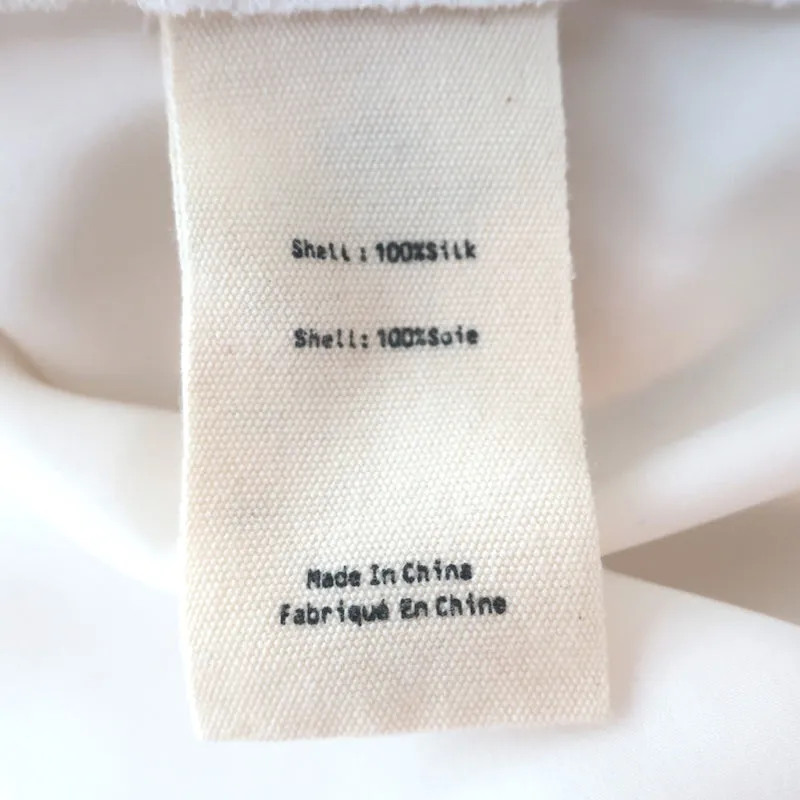 Shell: 100%Silk
Shell: 100%Soie
Made In China
Fabriqué En Chine